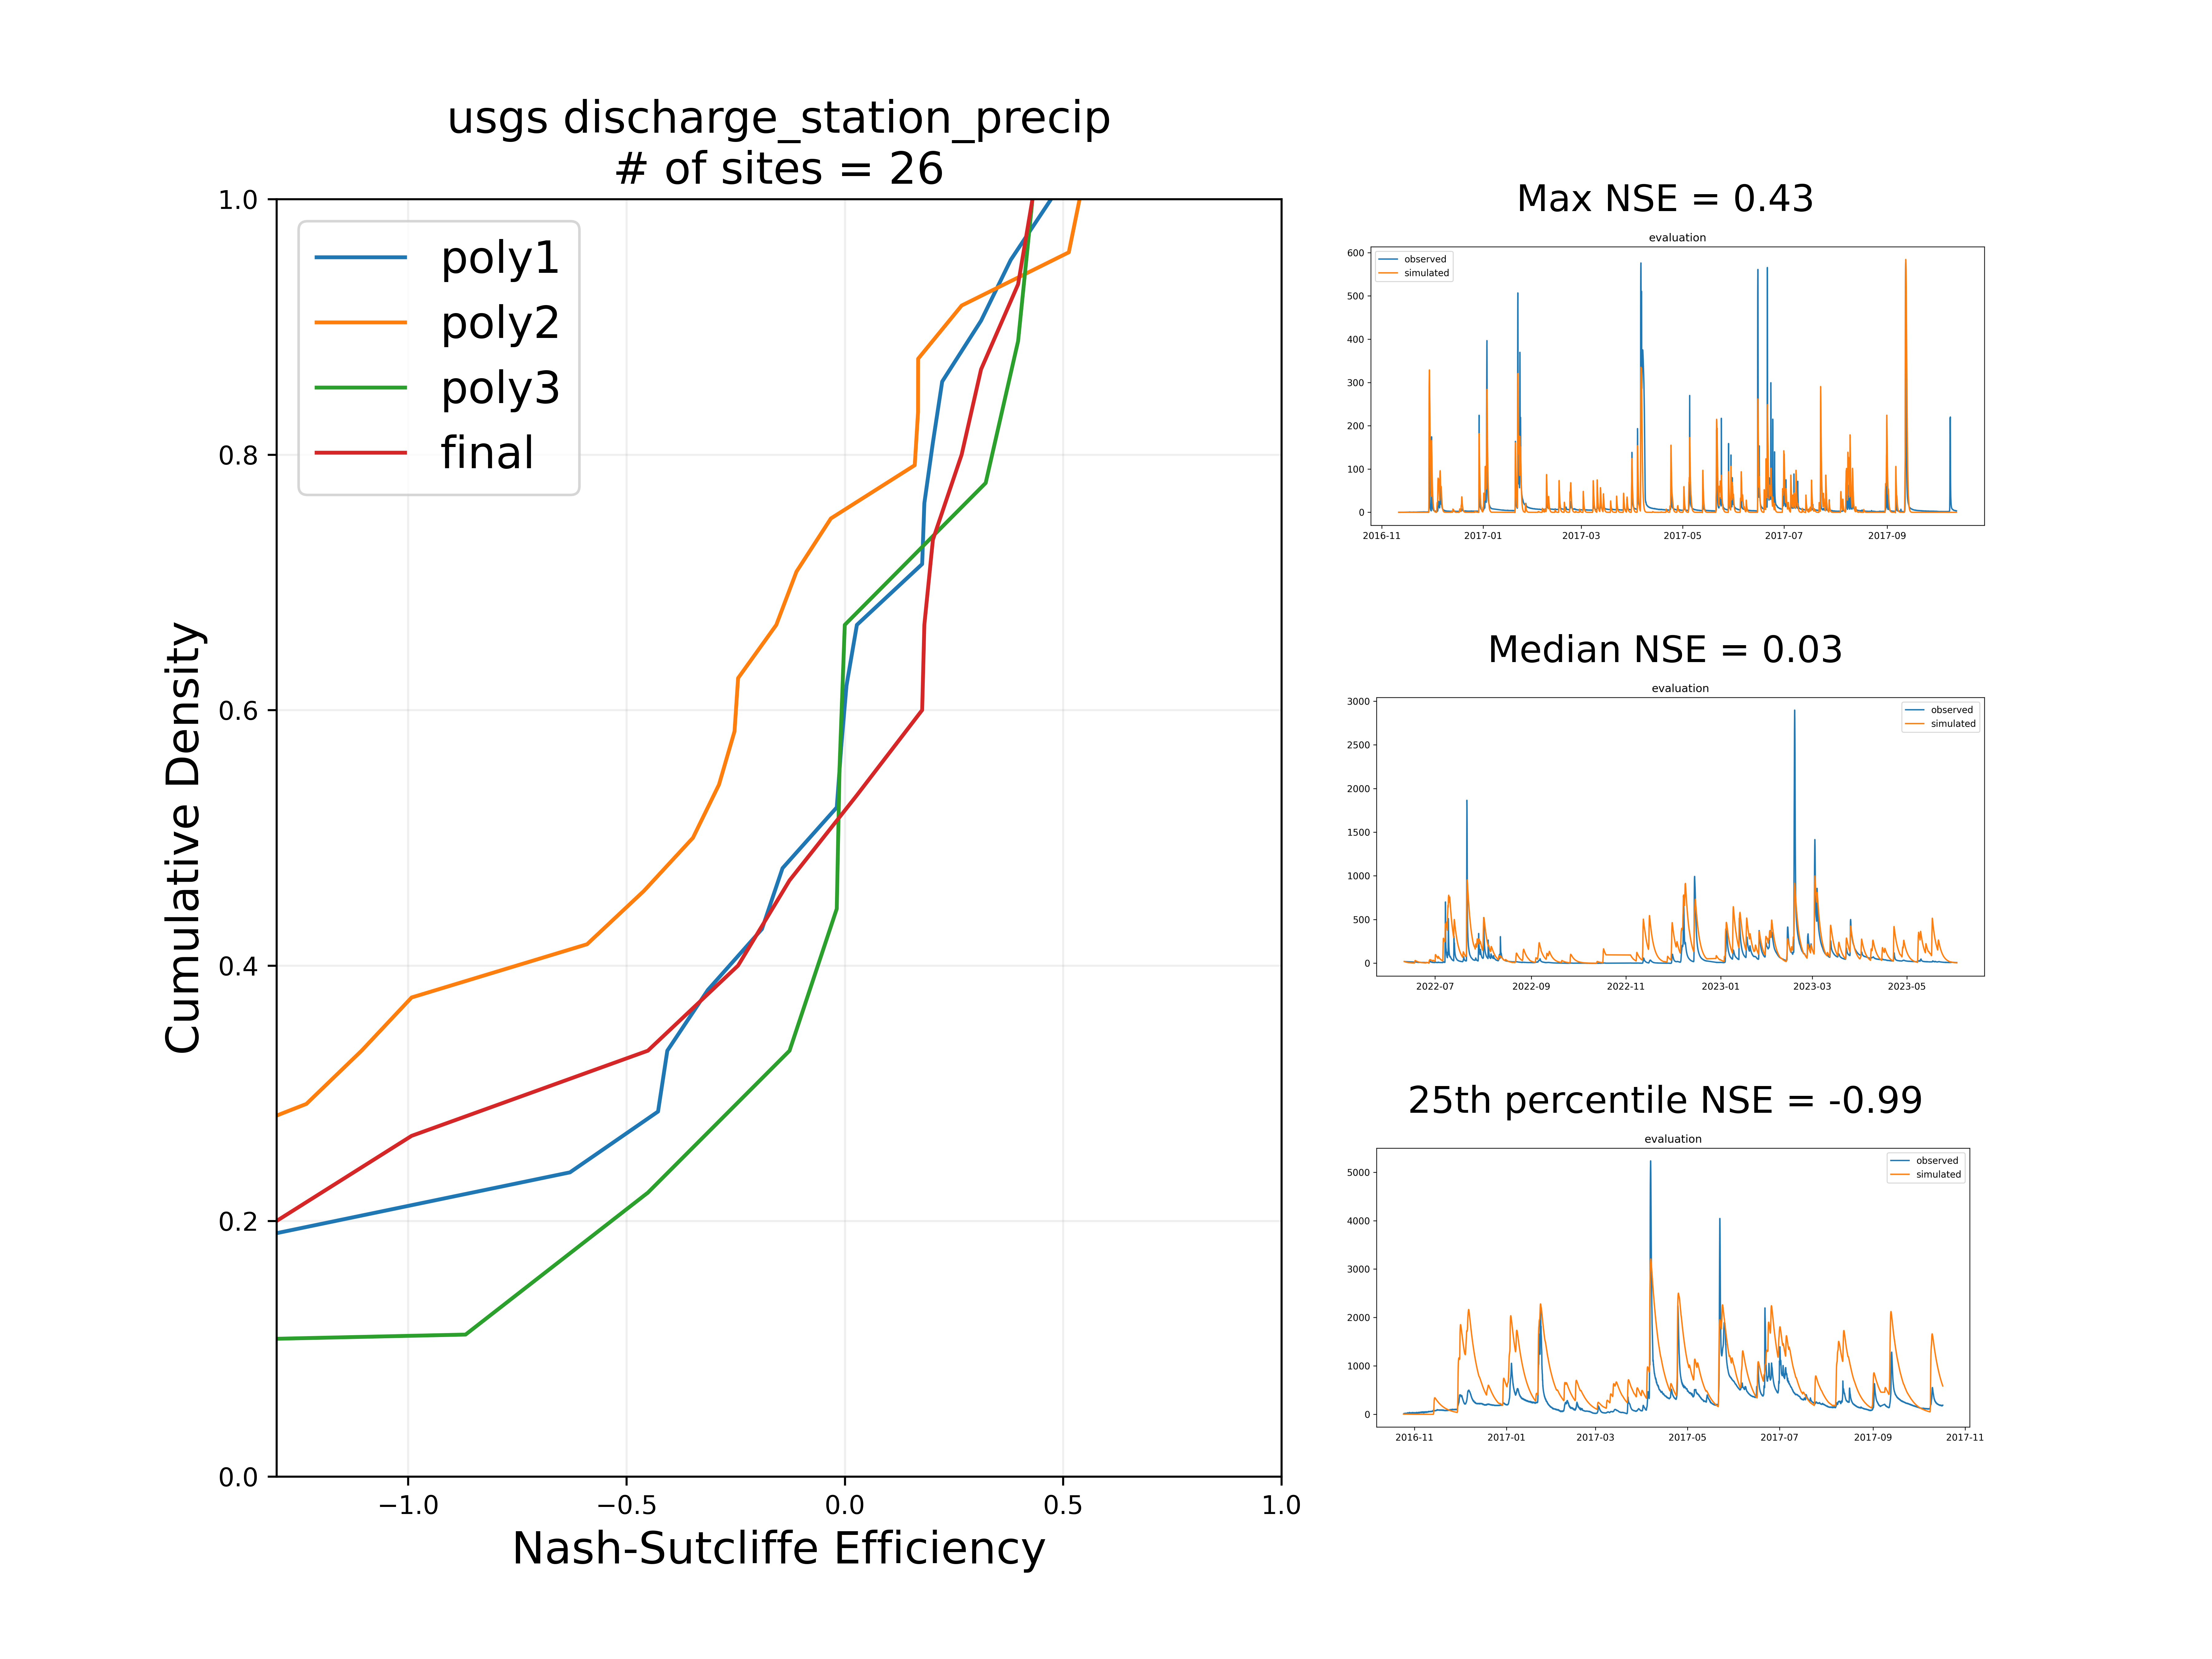 usgs discharge_station_precip
# of sites = 26
1.0
0.8
0.6
0.4
0.2
0.0
Cumulative Density
poly1
poly2
poly3
final
−1.0
−0.5
0.0
0.5
1.0
Nash-Sutcliffe Efficiency
Max NSE = 0.43
evaluation
observed
simulated
600
500
400
300
200
100
0
2016-11
2017-01
2017-03
2017-05
2017-07
2017-09
Median NSE = 0.03
evaluation
observed
simulated
3000
2500
2000
1500
1000
500
0
2022-07
2022-09
2022-11
2023-01
2023-03
2023-05
25th percentile NSE = -0.99
evaluation
observed
simulated
5000
4000
3000
2000
1000
0
2016-11
2017-01
2017-03
2017-05
2017-07
2017-09
2017-11